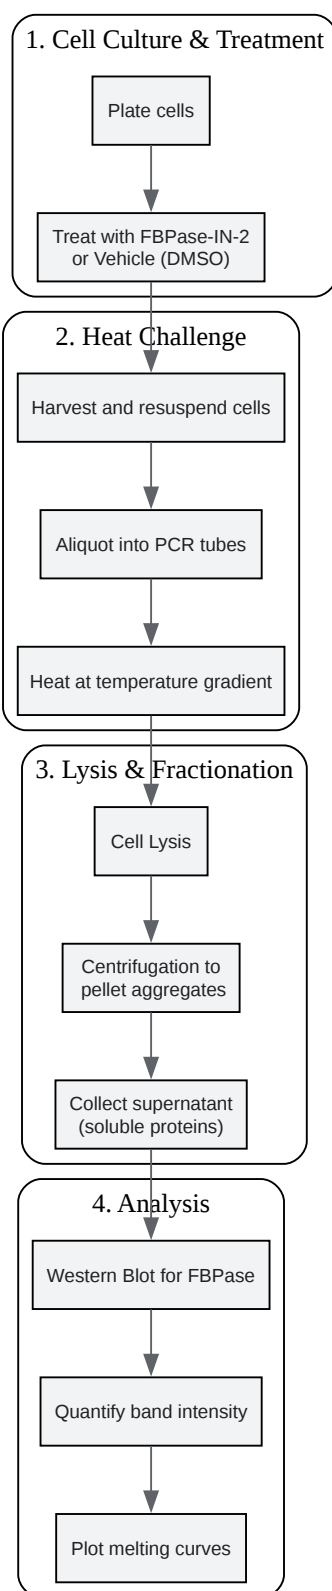 1. Cell Culture & Treatment
Plate cells
Treat with FBPase-IN-2
or Vehicle (DMSO)
2. Heat Challenge
Harvest and resuspend cells
Aliquot into PCR tubes
Heat at temperature gradient
3. Lysis & Fractionation
Cell Lysis
Centrifugation to
pellet aggregates
Collect supernatant
(soluble proteins)
4. Analysis
Western Blot for FBPase
Quantify band intensity
Plot melting curves